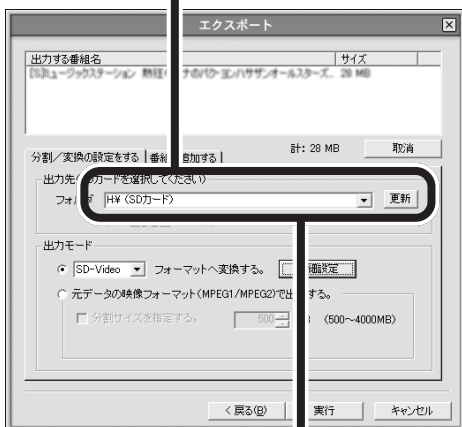 エクスポート
出力する番組名 サイズ
28 MB
計: 28 MB 取消
分割/変換の設定をする 番組 追加する
カードを選択してください)
H¥ (SDカード) 更新
出力モード
SD-Video フォーマットへ変換する。
元データの映像フォーマット(MPEG1/MPEG2)で出 する。
分割サイズを指定する。 500 (500~4000MB)
< 戻る(B) 実行 キャンセル